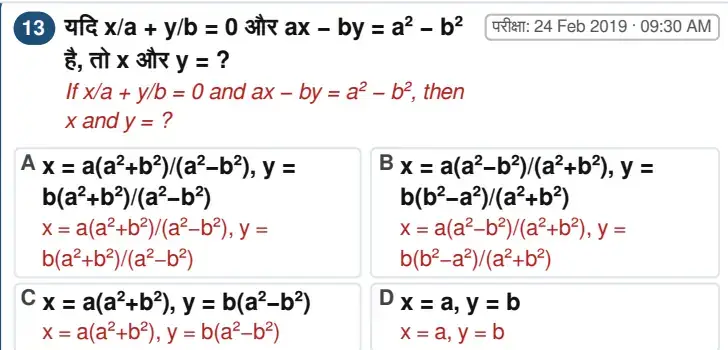 13 यदि x/a + y/b = 0 और ax − by = a² − b² परीक्षा: 24 Feb 2019 · 09:30 AM
है, तो x और y = ?
If x/a + y/b = 0 and ax − by = a² − b², then
x and y = ?
A x = a(a²+b²)/(a²−b²), y =
b(a²+b²)/(a²−b²)
x = a(a²+b²)/(a²−b²), y =
b(a²+b²)/(a²−b²)
B x = a(a²−b²)/(a²+b²), y =
b(b²−a²)/(a²+b²)
x = a(a²−b²)/(a²+b²), y =
b(b²−a²)/(a²+b²)
C x = a(a²+b²), y = b(a²−b²)
x = a(a²+b²), y = b(a²−b²)
D x = a, y = b
x = a, y = b